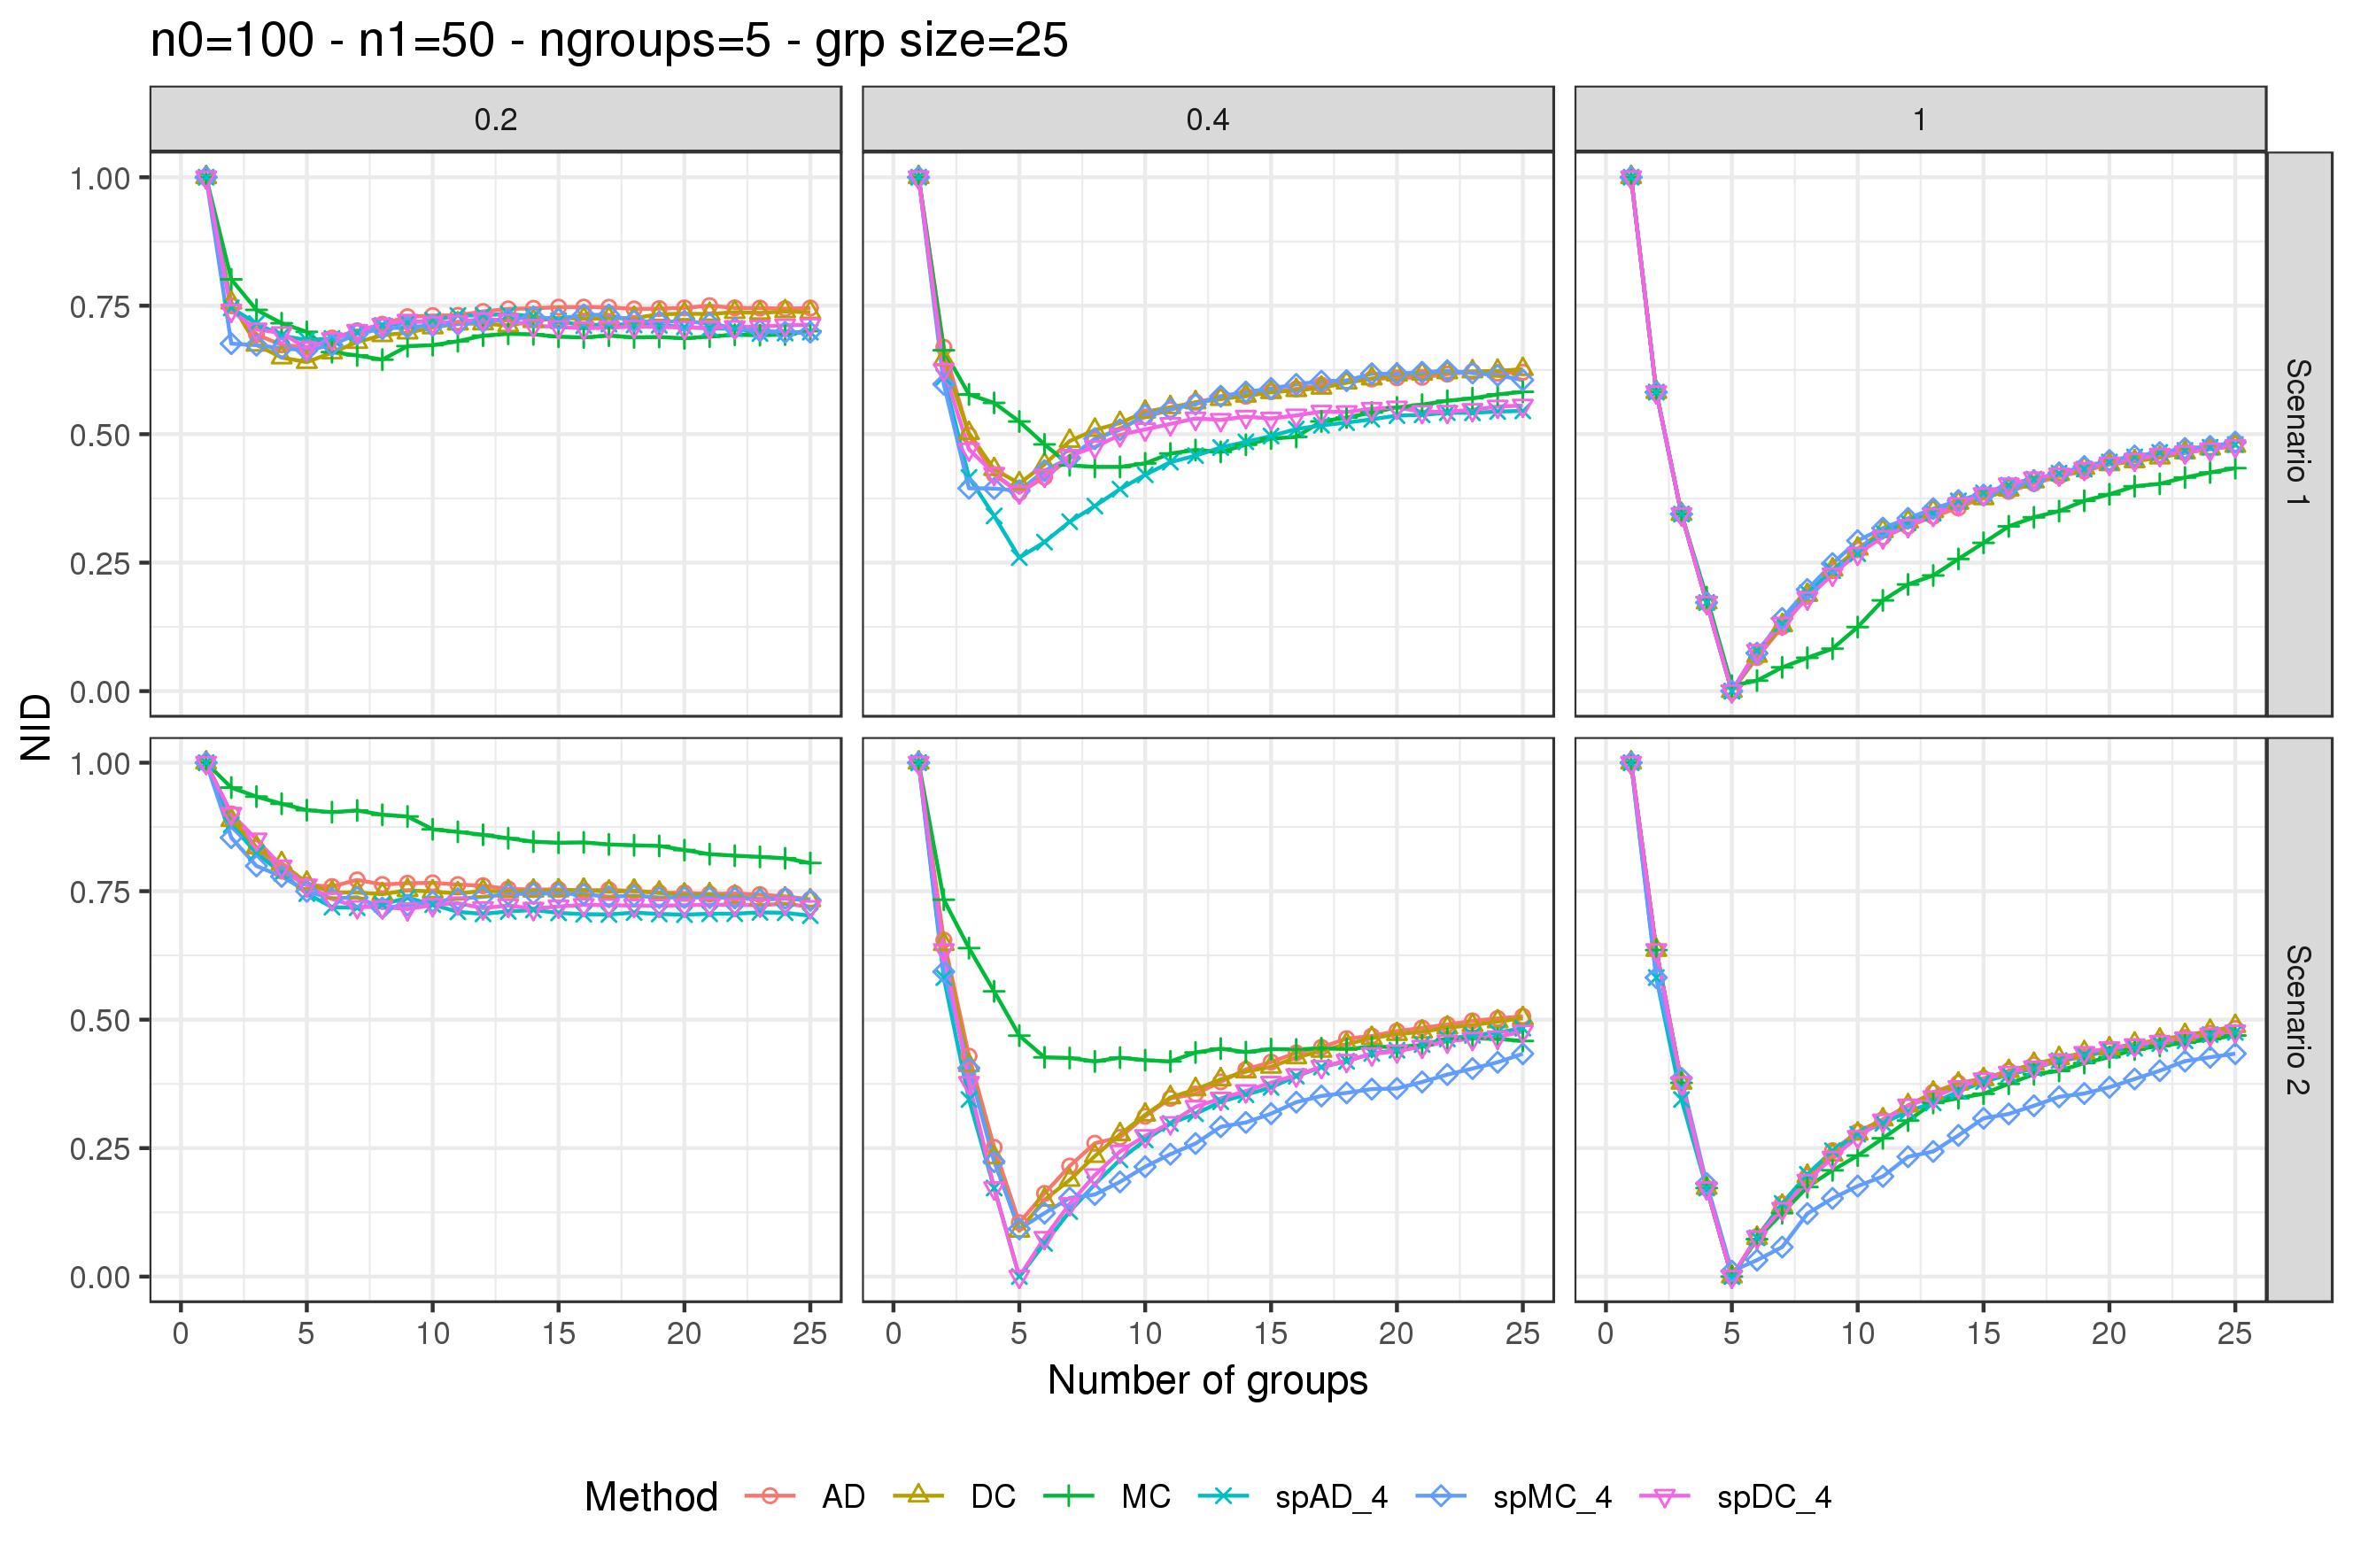 n0=100 - n1=50 - ngroups=5 - grp size=25
0.2 0.4 1
1.00
0.75
0.50
0.25
0.00
Scenario 1
NID
1.00
0.75
0.50
0.25
0.00
Scenario 2
0 5 10 15 20 25 0 5 10 15 20 25 0 5 10 15 20 25
Number of groups
Method AD DC MC spAD_4 spMC_4 spDC_4